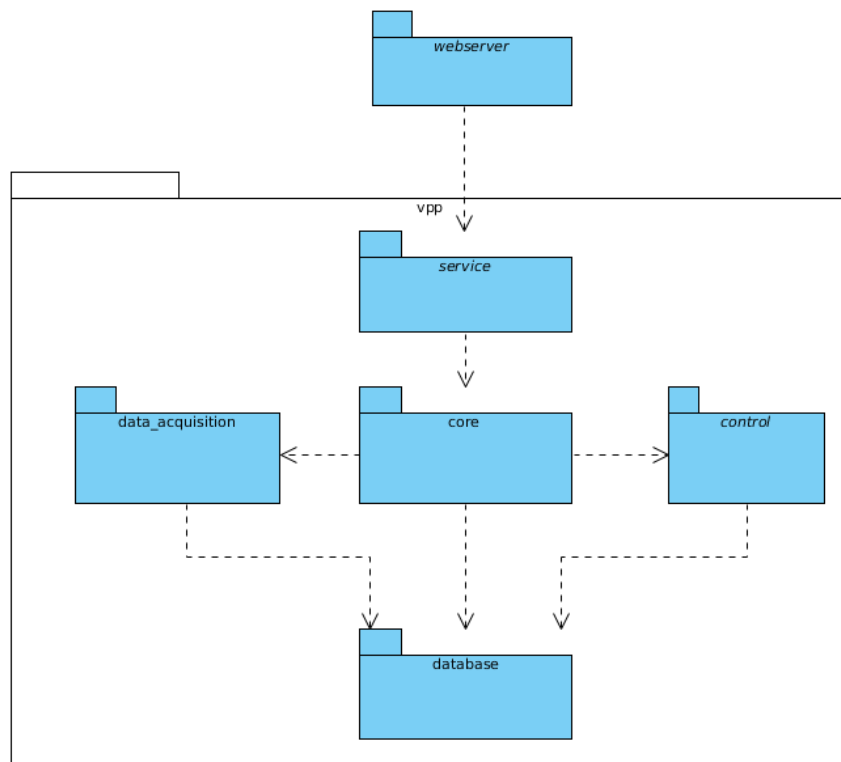 webserver
vpp
service
data_acquisition
core
control
database